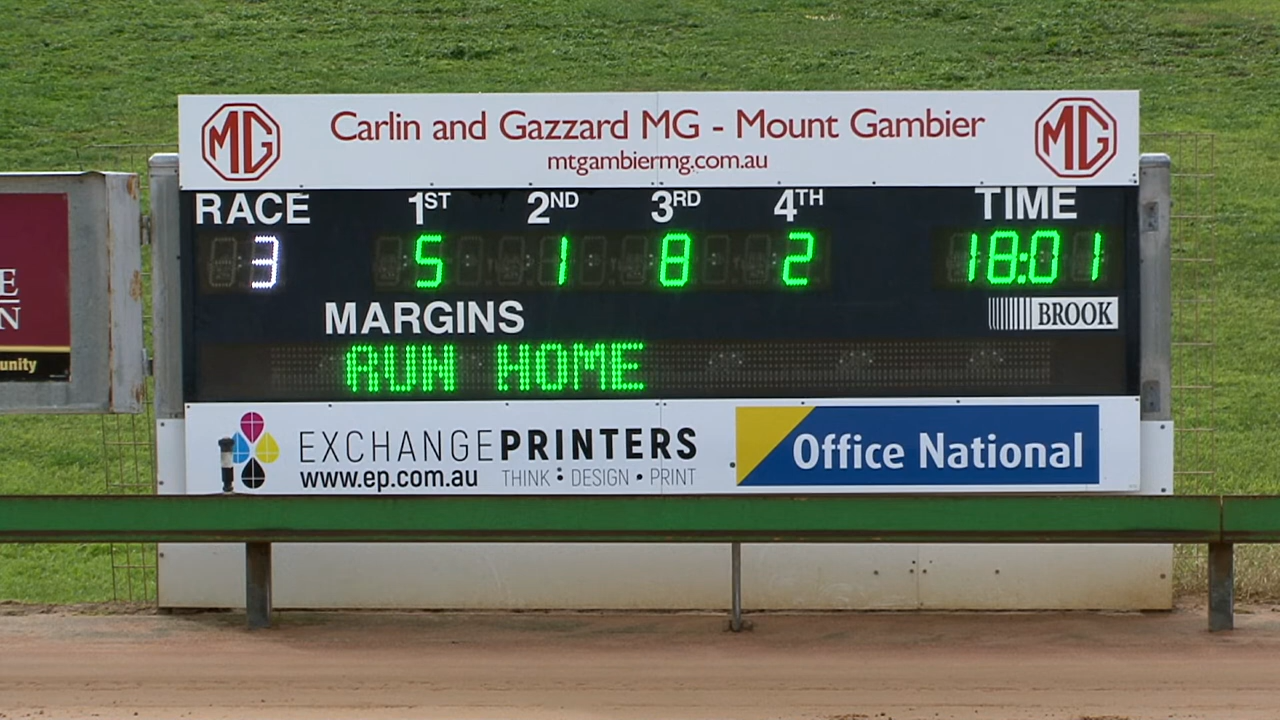 MG Carlin and Gazzard MG - Mount Gambier MG
mtgambiermg.com.au
RACE 1ST 2ND 3RD 4TH TIME
3 5 1 8 2 18:01
MARGINS BROOK
RUN HOME
E
N
unity
EXCHANGEPRINTERS
www.ep.com.au THINK : DESIGN • PRINT
Office National